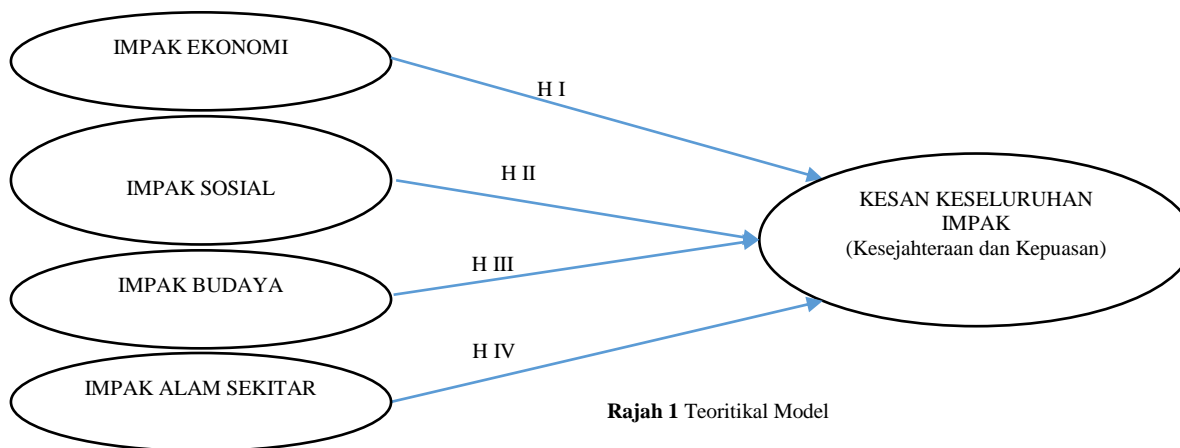 IMPAK EKONOMI
H I
IMPAK SOSIAL
H II
KESAN KESELURUHAN
IMPAK
(Kesejahteraan dan Kepuasan)
IMPAK BUDAYA
H III
IMPAK ALAM SEKITAR
H IV
Rajah 1 Teoritikal Model